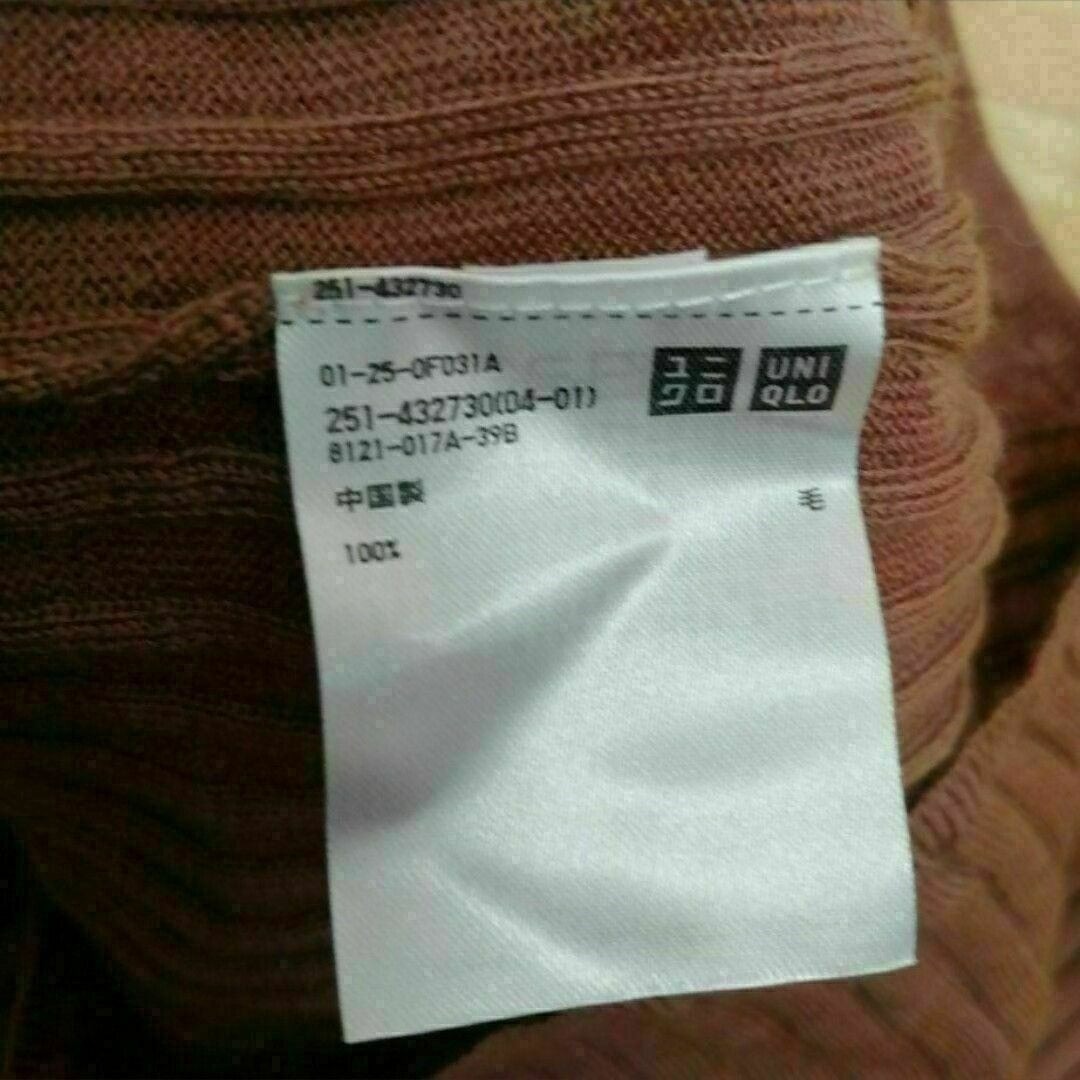 251-432730
01-25-0F031A
251-432730(04-01)
8121-017A-39B
ユニクロ
UNIQLO
中国製
毛
100%